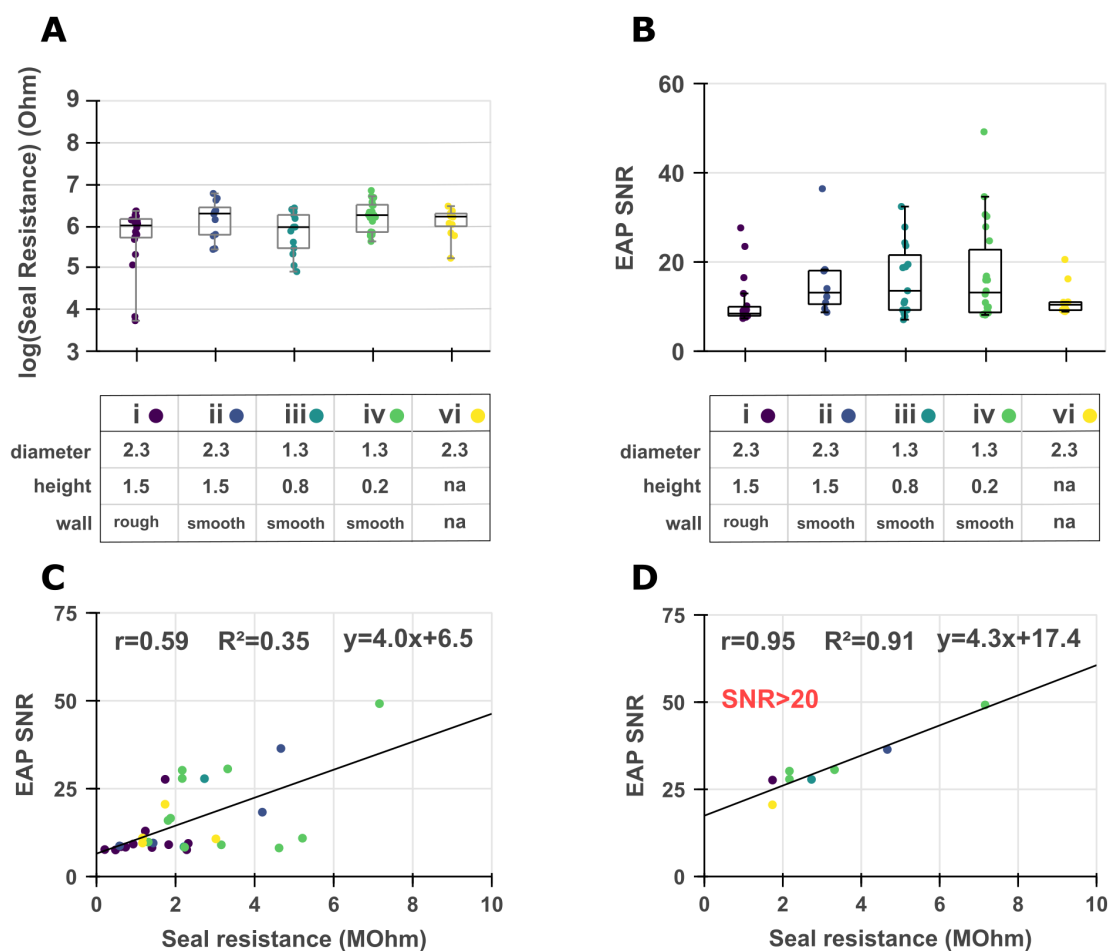 A
log(Seal Resistance) (Ohm)
9
8
7
6
5
4
3
i ii iii iv vi
diameter 2.3 2.3 1.3 1.3 2.3
height 1.5 1.5 0.8 0.2 na
wall rough smooth smooth smooth na
B
EAP SNR
60
40
20
0
i ii iii iv vi
diameter 2.3 2.3 1.3 1.3 2.3
height 1.5 1.5 0.8 0.2 na
wall rough smooth smooth smooth na
C
EAP SNR
75
50
25
0
r=0.59 R²=0.35 y=4.0x+6.5
0 2 4 6 8 10
Seal resistance (MOhm)
D
EAP SNR
75
50
25
0
r=0.95 R²=0.91 y=4.3x+17.4
SNR>20
0 2 4 6 8 10
Seal resistance (MOhm)